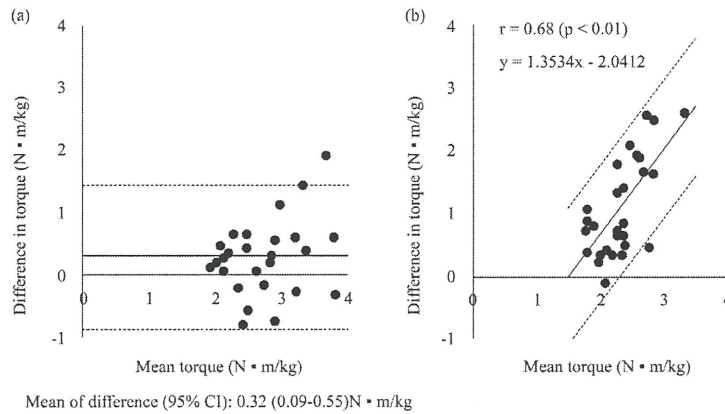 (a)
4
3
2
1
0
-1
0
1
2
3
4
Difference in torque (N ▪ m/kg)
Mean torque (N ▪ m/kg)
Mean of difference (95% CI): 0.32 (0.09-0.55)N ▪ m/kg
(b)
r = 0.68 (p < 0.01)
y = 1.3534x - 2.0412
4
3
2
1
0
-1
0
1
2
3
4
Difference in torque (N ▪ m/kg)
Mean torque (N ▪ m/kg)